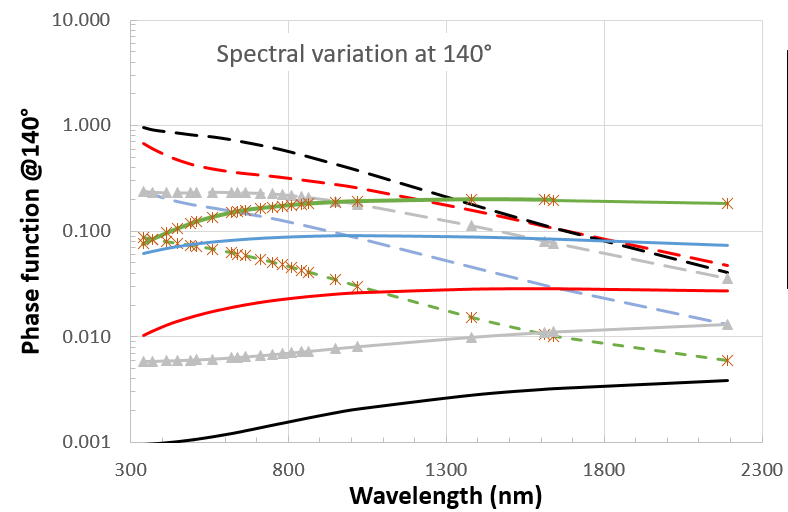 Spectral variation at 140°
10.000
1.000
0.100
0.010
0.001
Phase function @140°
300 800 1300 1800 2300
Wavelength (nm)